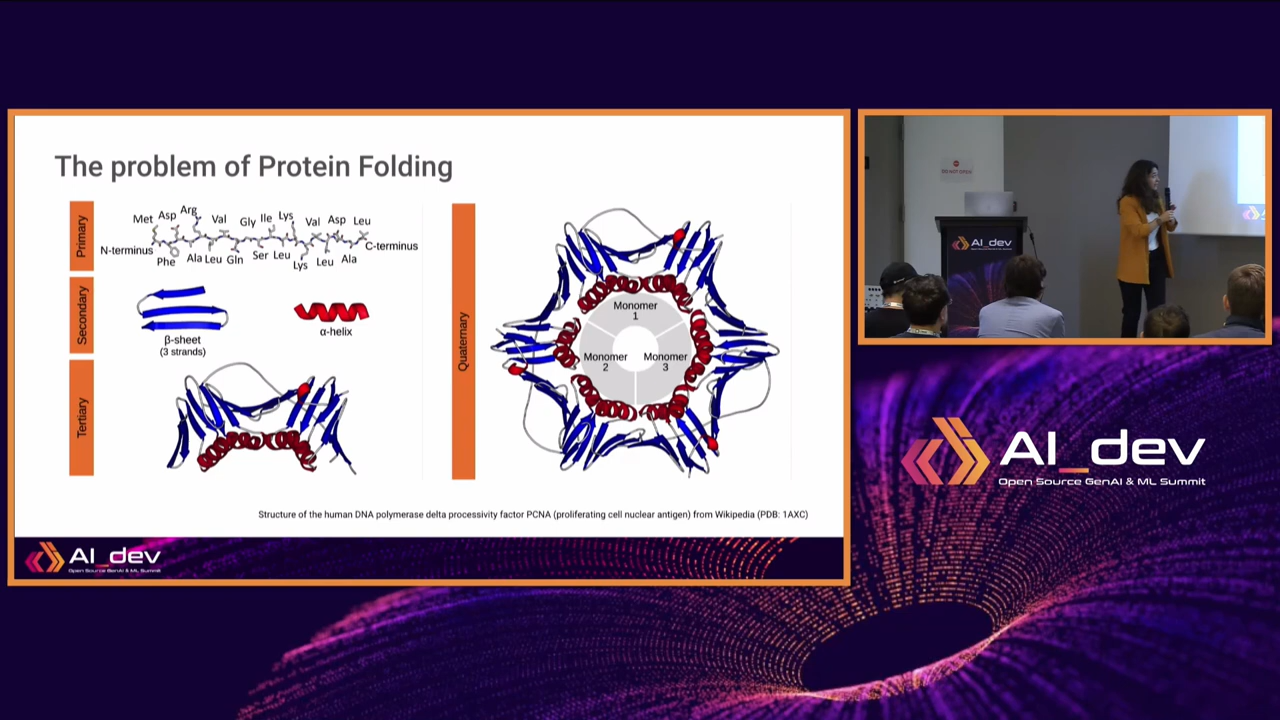 The problem of Protein Folding
Primary
Met Asp Arg Val Gly Ile Lys Val Asp Leu
N-terminus
C-terminus
Phe Ala Leu Gln Ser Leu Lys Leu Ala
Secondary
β-sheet
(3 strands)
α-helix
Tertiary
Quaternary
Monomer
1
Monomer
2
Monomer
3
Structure of the human DNA polymerase delta processivity factor PCNA (proliferating cell nuclear antigen) from Wikipedia (PDB: 1AXC)
AI_dev
Open Source GenAI & ML Summit
DO NOT OPEN
AI_dev
AI_dev
Open Source GenAI & ML Summit